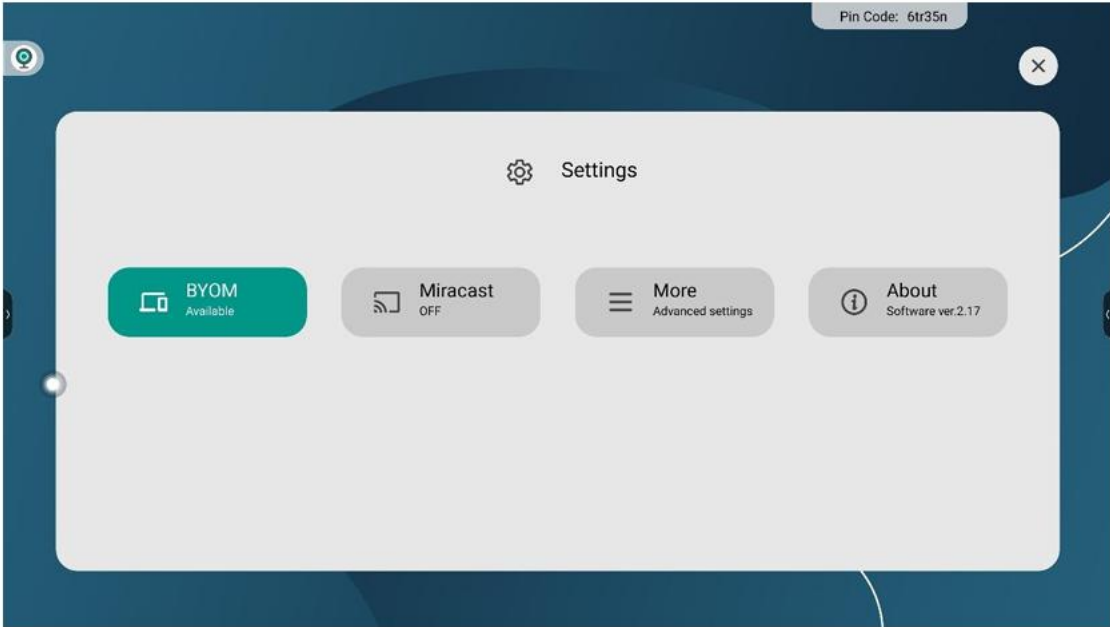 Pin Code: 6tr35n
Settings
BYOM
Available
Miracast
OFF
More
Advanced settings
About
Software ver.2.17